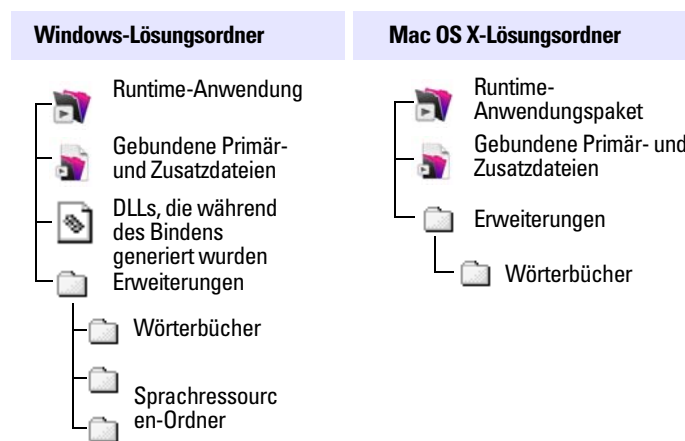 Windows-Lösungsordner
Runtime-Anwendung
Gebundene Primär-
und Zusatzdateien
DLLs, die während
des Bindens
generiert wurden
Erweiterungen
Wörterbücher
Sprachressourc
en-Ordner
Mac OS X-Lösungsordner
Runtime-
Anwendungspaket
Gebundene Primär- und
Zusatzdateien
Erweiterungen
Wörterbücher